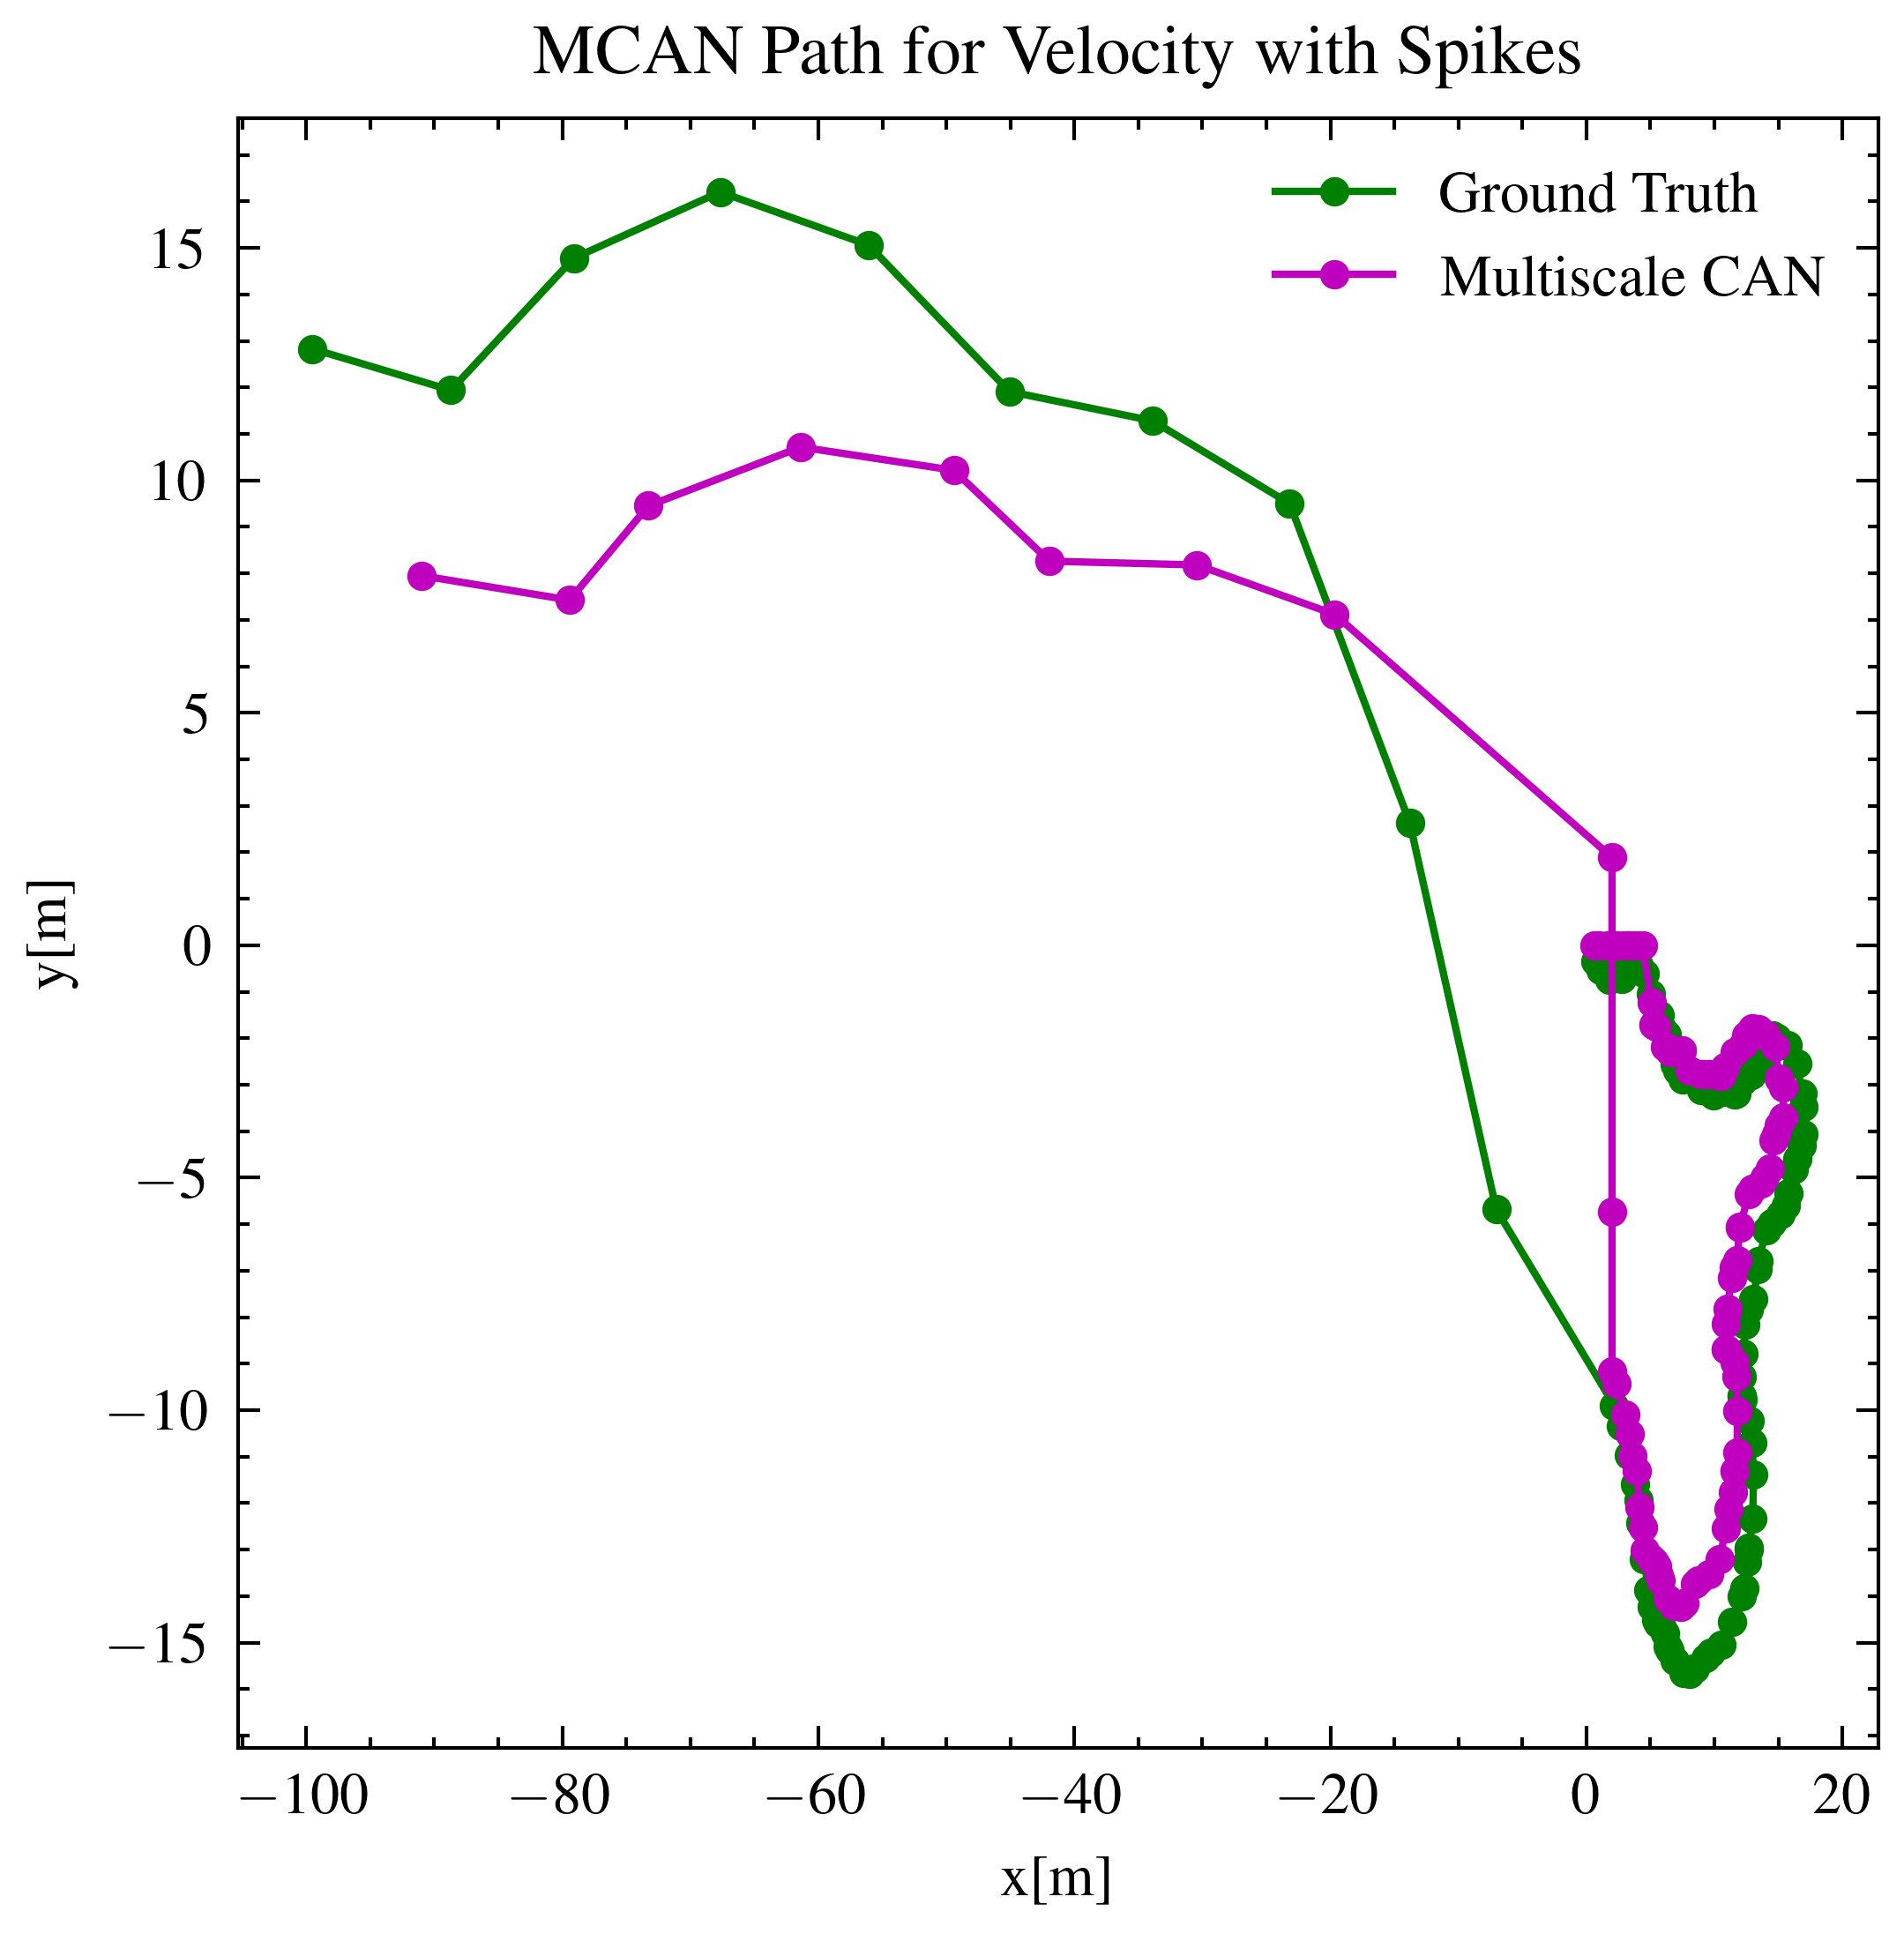 MCAN Path for Velocity with Spikes
Ground Truth
Multiscale CAN
15
10
5
0
−5
−10
−15
y[m]
−100 −80 −60 −40 −20 0 20
x[m]